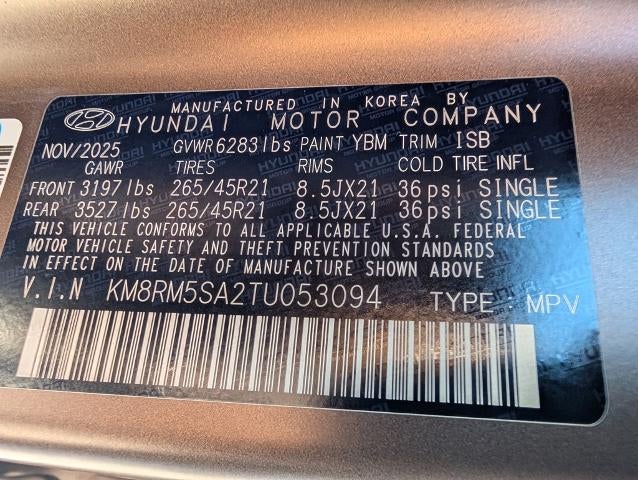 MANUFACTURED IN KOREA BY
HYUNDAI MOTOR COMPANY
NOV/2025 GVWR 6283 lbs PAINT YBM TRIM ISB
GAWR TIRES RIMS COLD TIRE INFL
FRONT 3197 lbs 265/45R21 8.5JX21 36 psi SINGLE
REAR 3527 lbs 265/45R21 8.5JX21 36 psi SINGLE
THIS VEHICLE CONFORMS TO ALL APPLICABLE U.S.A. FEDERAL
MOTOR VEHICLE SAFETY AND THEFT PREVENTION STANDARDS
IN EFFECT ON THE DATE OF MANUFACTURE SHOWN ABOVE
V.I.N KM8RM5SA2TU053094 TYPE : MPV